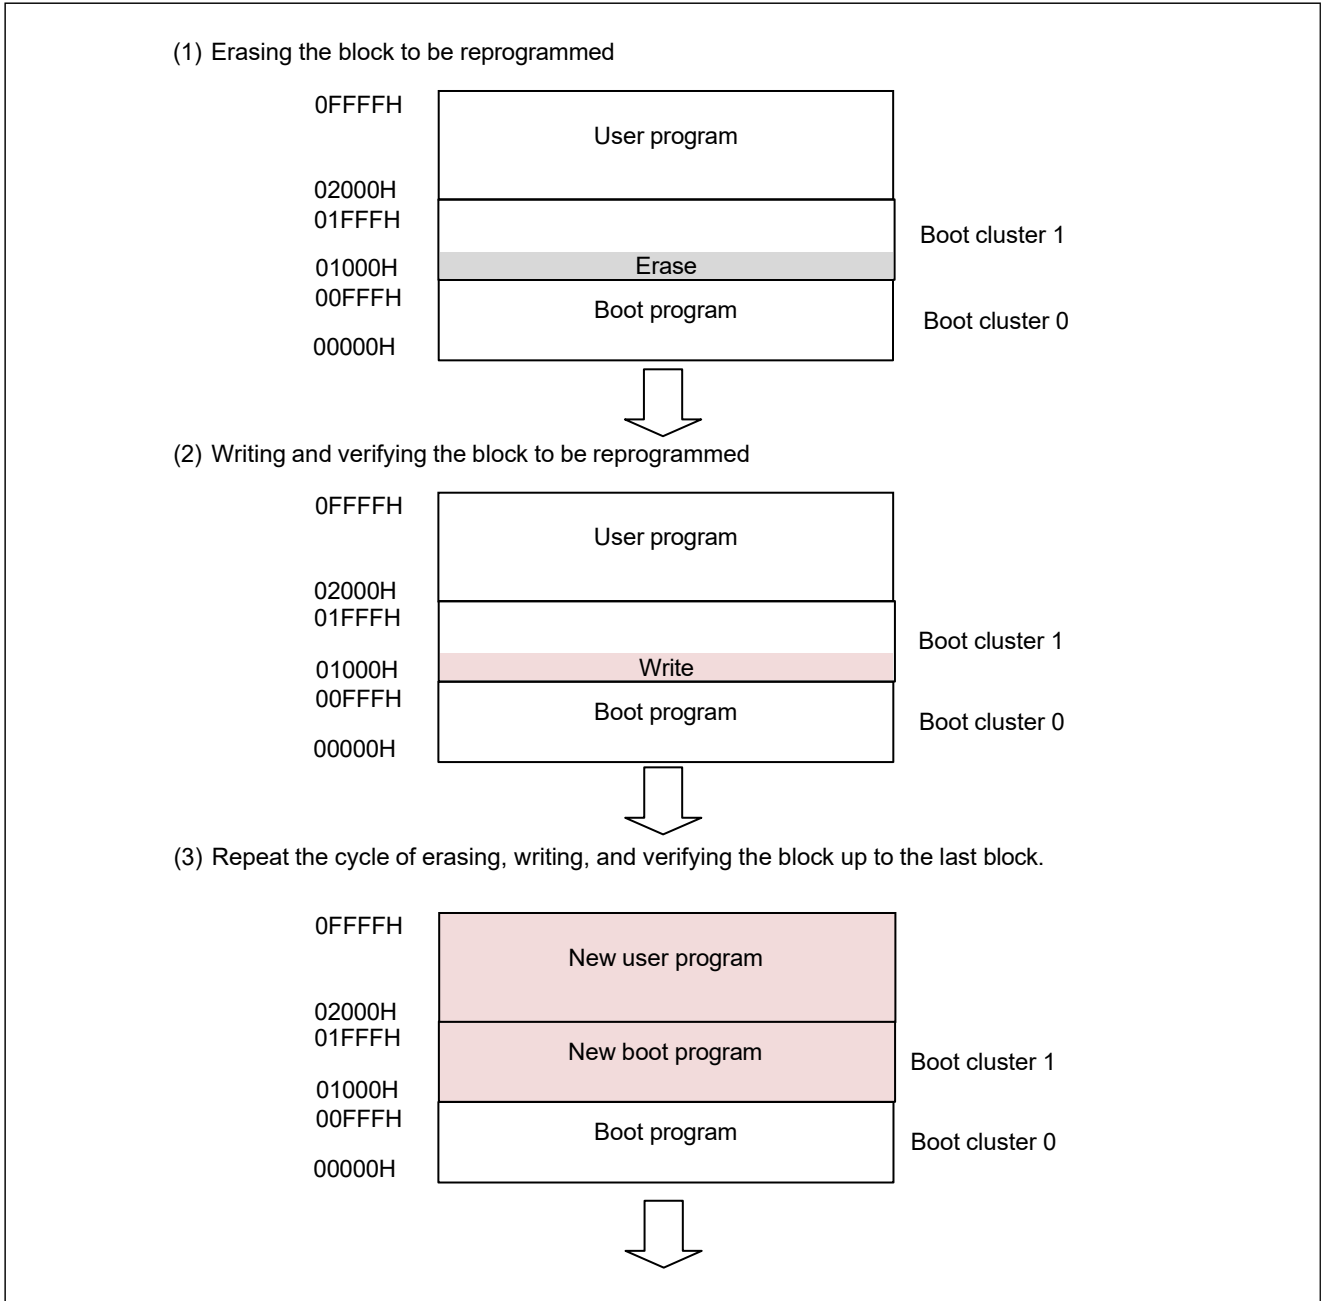 (1) Erasing the block to be reprogrammed
0FFFFH
User program
02000H
01FFFH
Boot cluster 1
01000H
Erase
00FFFH
Boot program
Boot cluster 0
00000H
(2) Writing and verifying the block to be reprogrammed
0FFFFH
User program
02000H
01FFFH
Boot cluster 1
01000H
Write
00FFFH
Boot program
Boot cluster 0
00000H
(3) Repeat the cycle of erasing, writing, and verifying the block up to the last block.
0FFFFH
New user program
02000H
01FFFH
New boot program
Boot cluster 1
01000H
00FFFH
Boot program
Boot cluster 0
00000H